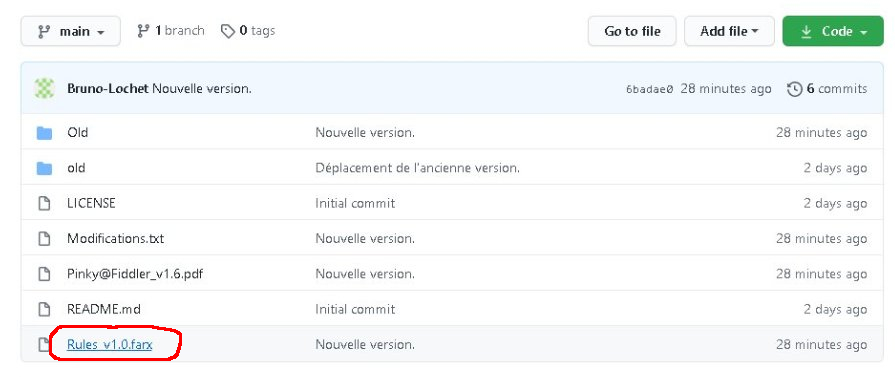 main 1 branch 0 tags Go to file Add file Code
Bruno-Lochet Nouvelle version. 6badae0 28 minutes ago 6 commits
Old Nouvelle version. 28 minutes ago
old Déplacement de l'ancienne version. 2 days ago
LICENSE Initial commit 2 days ago
Modifications.txt Nouvelle version. 28 minutes ago
Pinky@Fiddler_v1.6.pdf Nouvelle version. 28 minutes ago
README.md Initial commit 2 days ago
Rules_v1.0.farx Nouvelle version. 28 minutes ago